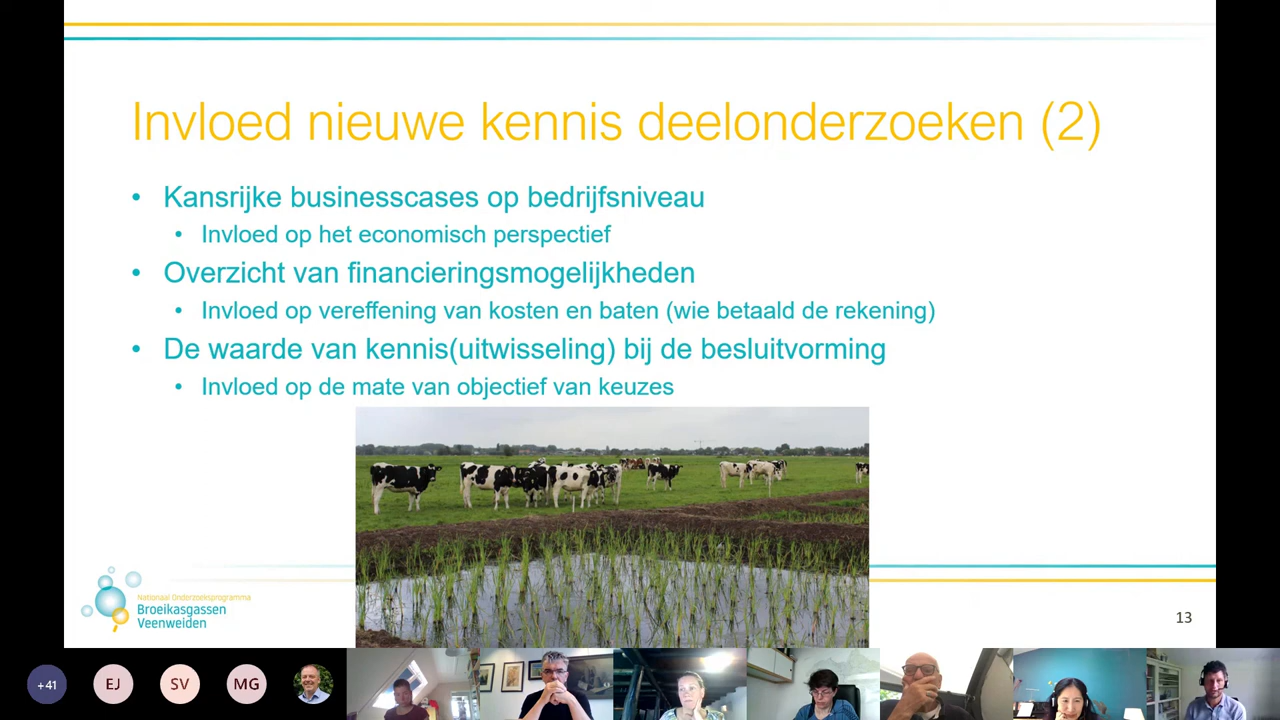 Invloed nieuwe kennis deelonderzoeken (2)
• Kansrijke businesscases op bedrijfsniveau
• Invloed op het economisch perspectief
• Overzicht van financieringsmogelijkheden
• Invloed op vereffening van kosten en baten (wie betaald de rekening)
• De waarde van kennis(uitwisseling) bij de besluitvorming
• Invloed op de mate van objectief van keuzes
Nationaal Onderzoeksprogramma
Broeikasgassen
Veenweiden
13
+41
EJ
SV
MG